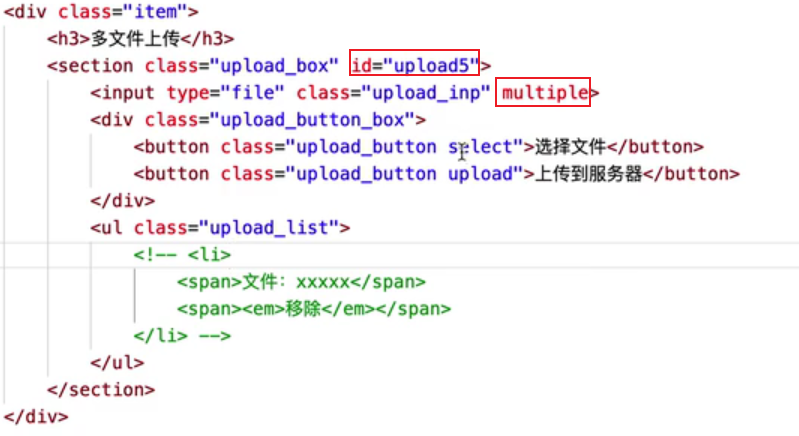 <div class="item">
<h3>多文件上传</h3>
<section class="upload_box" id="upload5">
<input type="file" class="upload_inp" multiple>
<div class="upload_button_box">
<button class="upload_button select">选择文件</button>
<button class="upload_button upload">上传到服务器</button>
</div>
<ul class="upload_list">
<!-- <li>
<span>文件：xxxxx</span>
<span><em>移除</em></span>
</li> -->
</ul>
</section>
</div>